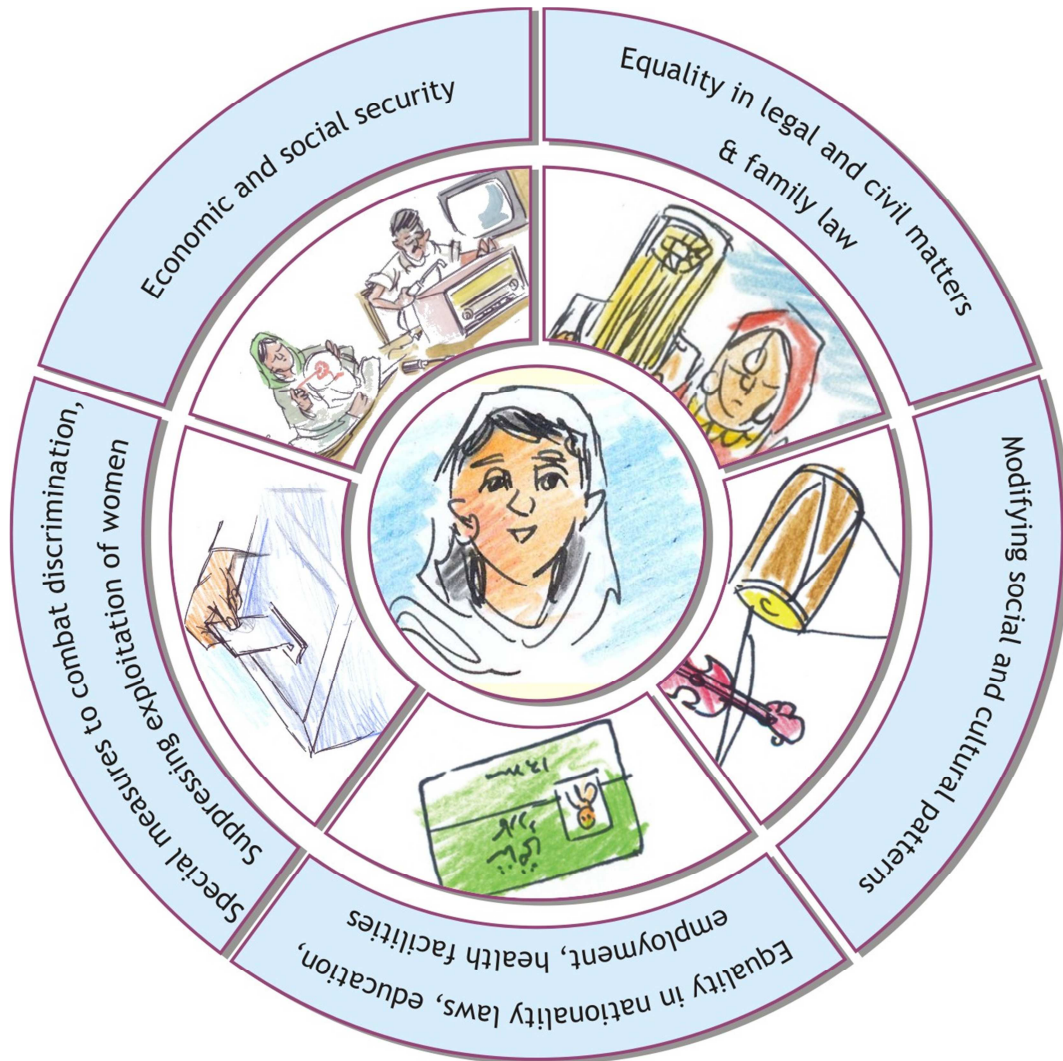 Economic and social security
Equality in legal and civil matters
& family law
Modifying social and cultural patterns
Equality in nationality laws, education,
employment, health facilities
Special measures to combat discrimination,
Suppressing exploitation of women